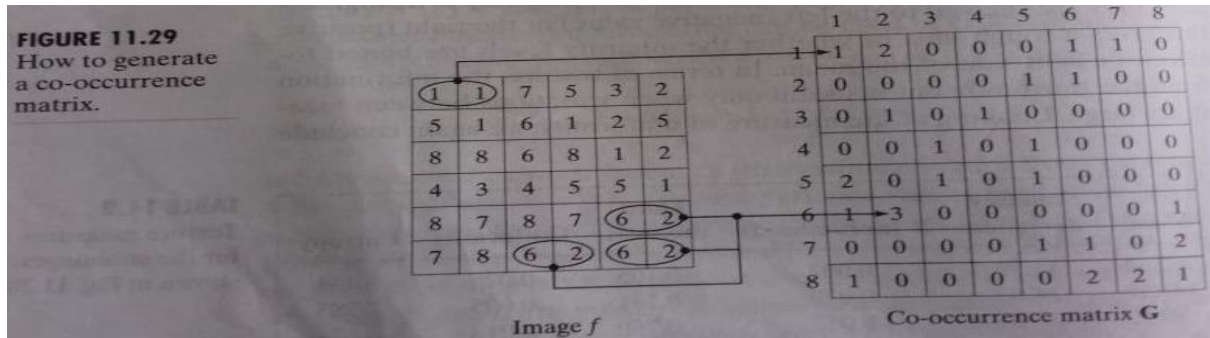 FIGURE 11.29
How to generate
a co-occurrence
matrix.
1 1 7 5 3 2
5 1 6 1 2 5
8 8 6 8 1 2
4 3 4 5 5 1
8 7 8 7 6 2
7 8 6 2 6 2
Image f
1 2 3 4 5 6 7 8
1 1 2 0 0 0 1 1 0
2 0 0 0 0 1 1 0 0
3 0 1 0 1 0 0 0 0
4 0 0 1 0 1 0 0 0
5 2 0 1 0 1 0 0 0
6 1 3 0 0 0 0 0 1
7 0 0 0 0 1 1 0 2
8 1 0 0 0 0 2 2 1
Co-occurrence matrix G